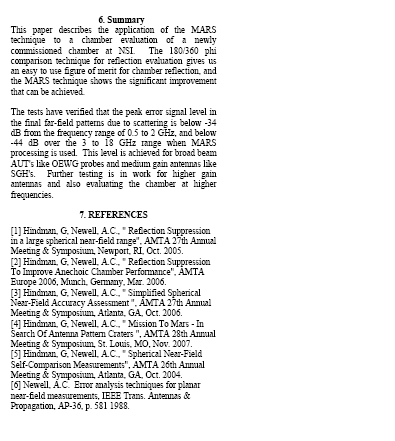 6. Summary
This paper describes the application of the MARS
technique to a chamber evaluation of a newly
commissioned chamber at NSI. The 180/360 phi
comparison technique for reflection evaluation gives us
an easy to use figure of merit for chamber reflection, and
the MARS technique shows the significant improvement
that can be achieved.
The tests have verified that the peak error signal level in
the final far-field patterns due to scattering is below -34
dB from the frequency range of 0.5 to 2 GHz, and below
-44 dB over the 3 to 18 GHz range when MARS
processing is used. This level is achieved for broad beam
AUT's like OEWG probes and medium gain antennas like
SGH's. Further testing is in work for higher gain
antennas and also evaluating the chamber at higher
frequencies.
7. REFERENCES
[1] Hindman, G, Newell, A.C., " Reflection Suppression
in a large spherical near-field range", AMTA 27th Annual
Meeting & Symposium, Newport, RI, Oct. 2005.
[2] Hindman, G, Newell, A.C., " Reflection Suppression
To Improve Anechoic Chamber Performance", AMTA
Europe 2006, Munch, Germany, Mar. 2006.
[3] Hindman, G, Newell, A.C., " Simplified Spherical
Near-Field Accuracy Assessment ", AMTA 27th Annual
Meeting & Symposium, Atlanta, GA, Oct. 2006.
[4] Hindman, G, Newell, A.C., " Mission To Mars - In
Search Of Antenna Pattern Craters ", AMTA 28th Annual
Meeting & Symposium, St. Louis, MO, Nov. 2007.
[5] Hindman, G, Newell, A.C., " Spherical Near-Field
Self-Comparison Measurements", AMTA 26th Annual
Meeting & Symposium, Atlanta, GA, Oct. 2004.
[6] Newell, A.C. Error analysis techniques for planar
near-field measurements, IEEE Trans. Antennas &
Propagation, AP-36, p. 581 1988.